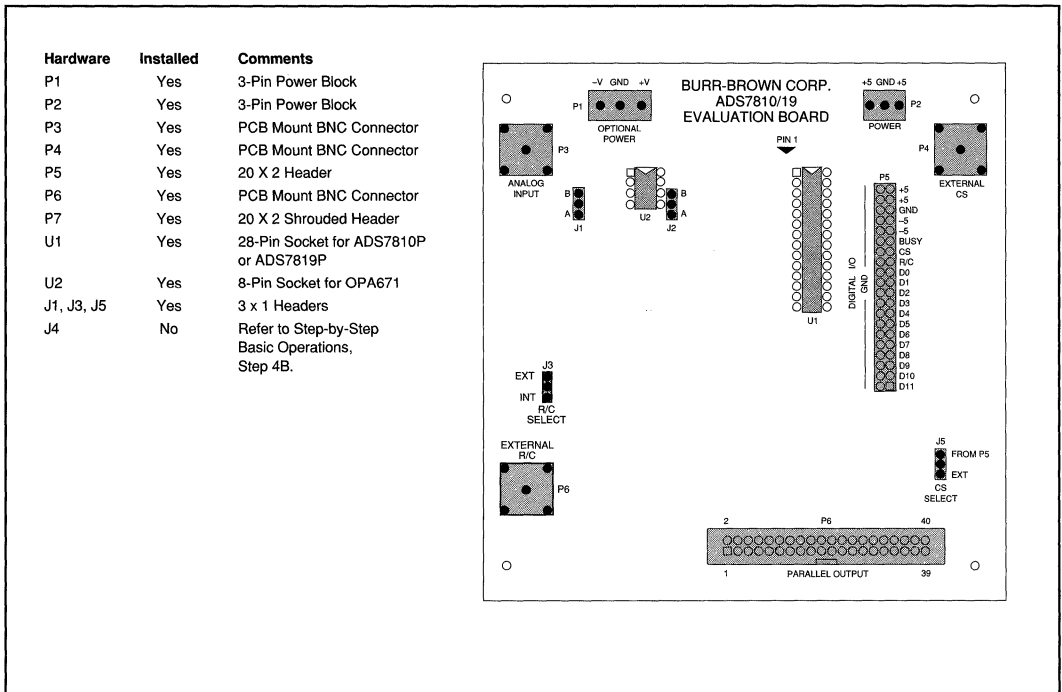 Hardware Installed Comments
P1 Yes 3-Pin Power Block
P2 Yes 3-Pin Power Block
P3 Yes PCB Mount BNC Connector
P4 Yes PCB Mount BNC Connector
P5 Yes 20 X 2 Header
P6 Yes PCB Mount BNC Connector
P7 Yes 20 X 2 Shrouded Header
U1 Yes 28-Pin Socket for ADS7810P
or ADS7819P
U2 Yes 8-Pin Socket for OPA671
J1, J3, J5 Yes 3 x 1 Headers
J4 No Refer to Step-by-Step
Basic Operations,
Step 4B.
–V GND +V
P1
OPTIONAL
POWER
BURR-BROWN CORP.
ADS7810/19
EVALUATION BOARD
+5 GND +5
P2
POWER
P3
ANALOG
INPUT
B
A
J1
U2
B
A
J2
PIN 1
U1
P4
EXTERNAL
CS
P5
+5
+5
GND
–5
–5
BUSY
CS
R/C
D0
D1
D2
D3
D4
D5
D6
D7
D8
D9
D10
D11
DIGITAL I/O
GND
J3
EXT
INT
R/C
SELECT
EXTERNAL
R/C
P6
J5
FROM P5
EXT
CS
SELECT
2 P6 40
1 PARALLEL OUTPUT 39